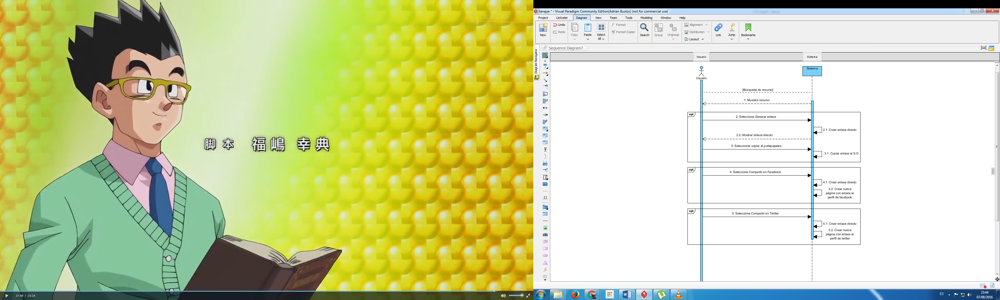 脚本 福嶋 幸典
21:48 / 23:24
tanque * - Visual Paradigm Community Edition[Adrian Bustos] (not for commercial use)
Project UeXceler Diagram View Team Tools Modeling Window Help
New
Undo
Redo
Copy
Paste
Select All
Format
Format Copier
Search
Group
Ungroup
Alignment
Distribution
Layout
Link
Jump
Bookmarks
Sequence Diagram7
Diagram Navigator
Usuario Sistema
Sistema
Usuario
(Búsqueda de recurso)
1: Muestra recurso
opt
2: Selecciona Generar enlace
2.1: Crear enlace directo
2.2: Mostrar enlace directo
3: Seleccionar copiar al portapapeles
3.1: Copiar enlace al S.O.
opt
4: Selecciona Compartir en Facebook
4.1: Crear enlace directo
4.2: Crear nueva
página con enlace al
perfil de facebook
opt
5: Selecciona Compartir en Twitter
5.1: Crear enlace directo
5.2: Crear nueva
página con enlace al
perfil de twitter
ES
23:44
07/08/2016